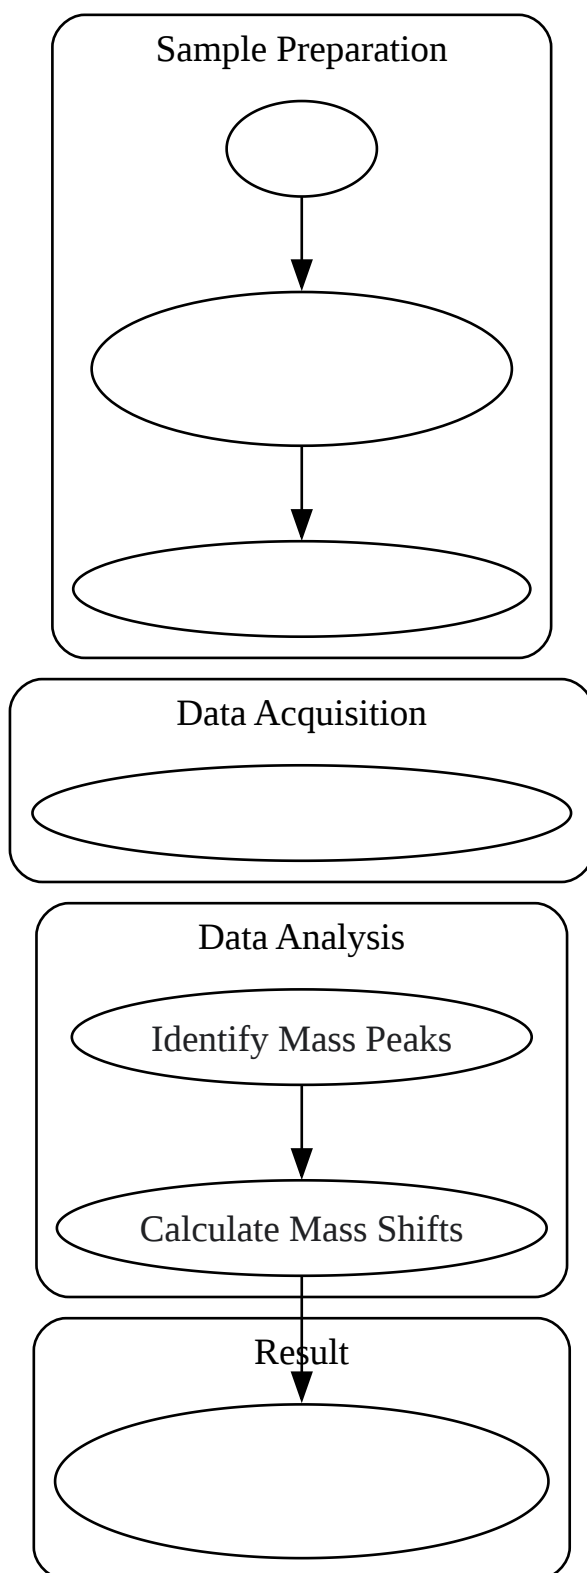 Sample Preparation
Data Acquisition
Data Analysis
Identify Mass Peaks
Calculate Mass Shifts
Result